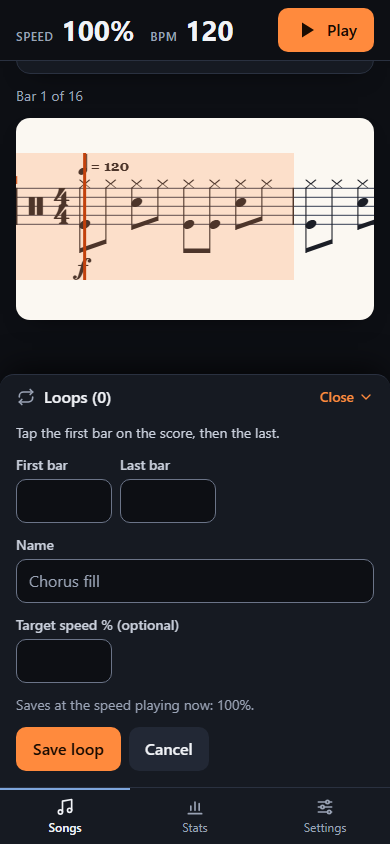 SPEED 100% BPM 120 Play
Bar 1 of 16
= 120
4
4
f
Loops (0) Close
Tap the first bar on the score, then the last.
First bar Last bar
Name
Chorus fill
Target speed % (optional)
Saves at the speed playing now: 100%.
Save loop Cancel
Songs Stats Settings